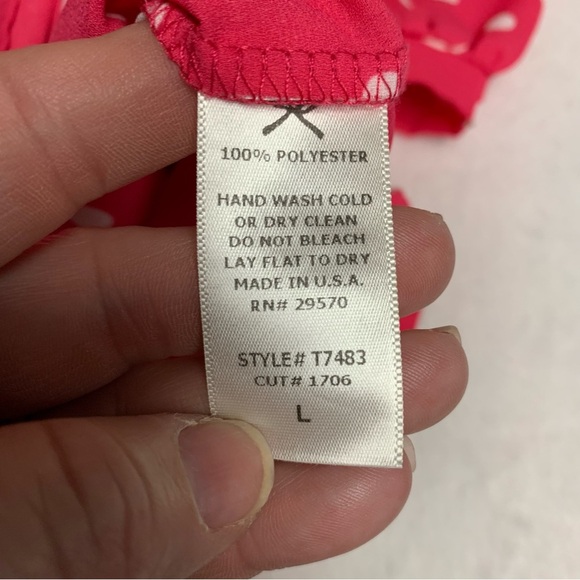 100% POLYESTER
HAND WASH COLD
OR DRY CLEAN
DO NOT BLEACH
LAY FLAT TO DRY
MADE IN U.S.A.
RN# 29570
STYLE# T7483
CUT# 1706
L